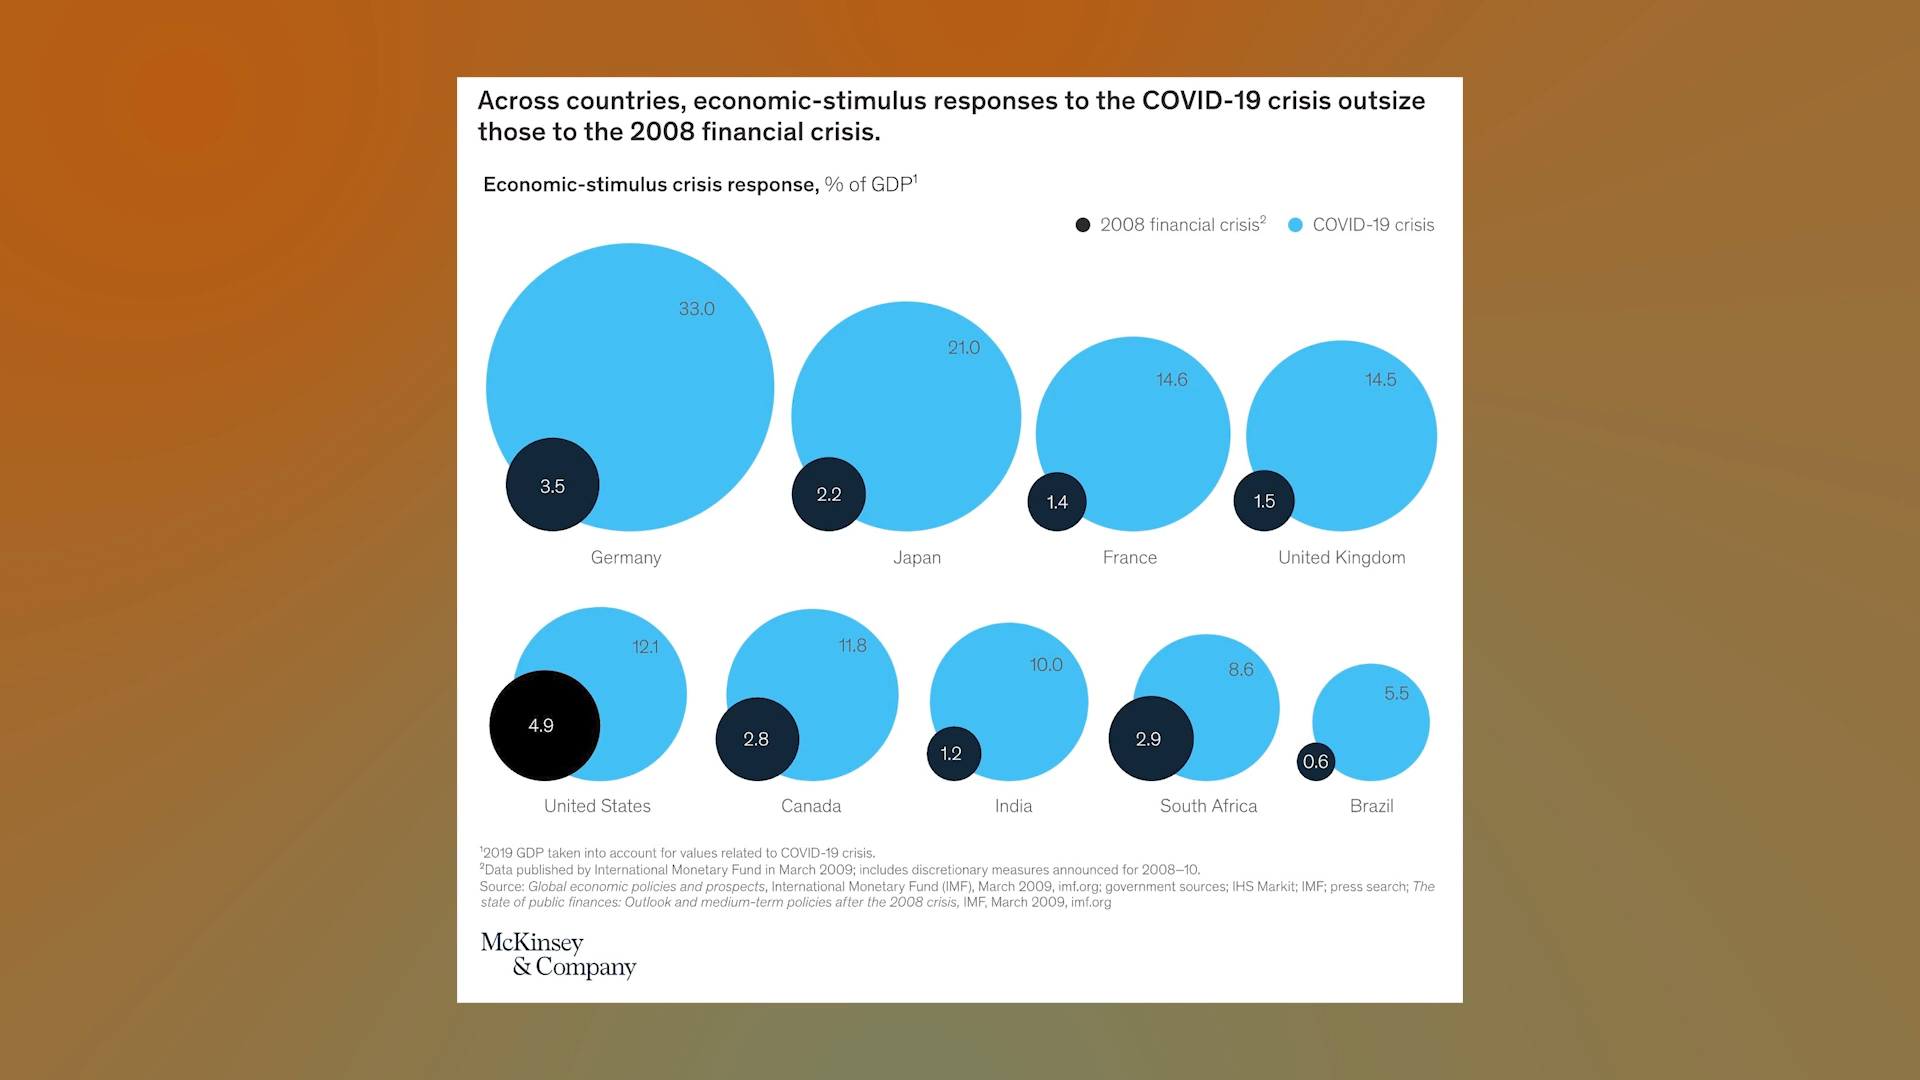 Across countries, economic-stimulus responses to the COVID-19 crisis outsize
those to the 2008 financial crisis.
Economic-stimulus crisis response, % of GDP¹
2008 financial crisis² COVID-19 crisis
33.0
21.0
14.6
14.5
3.5
2.2
1.4
1.5
Germany
Japan
France
United Kingdom
12.1
11.8
10.0
8.6
5.5
4.9
2.8
1.2
2.9
0.6
United States
Canada
India
South Africa
Brazil
¹2019 GDP taken into account for values related to COVID-19 crisis.
²Data published by International Monetary Fund in March 2009; includes discretionary measures announced for 2008–10.
Source: Global economic policies and prospects, International Monetary Fund (IMF), March 2009, imf.org; government sources; IHS Markit; IMF; press search; The
state of public finances: Outlook and medium-term policies after the 2008 crisis, IMF, March 2009, imf.org
McKinsey
& Company